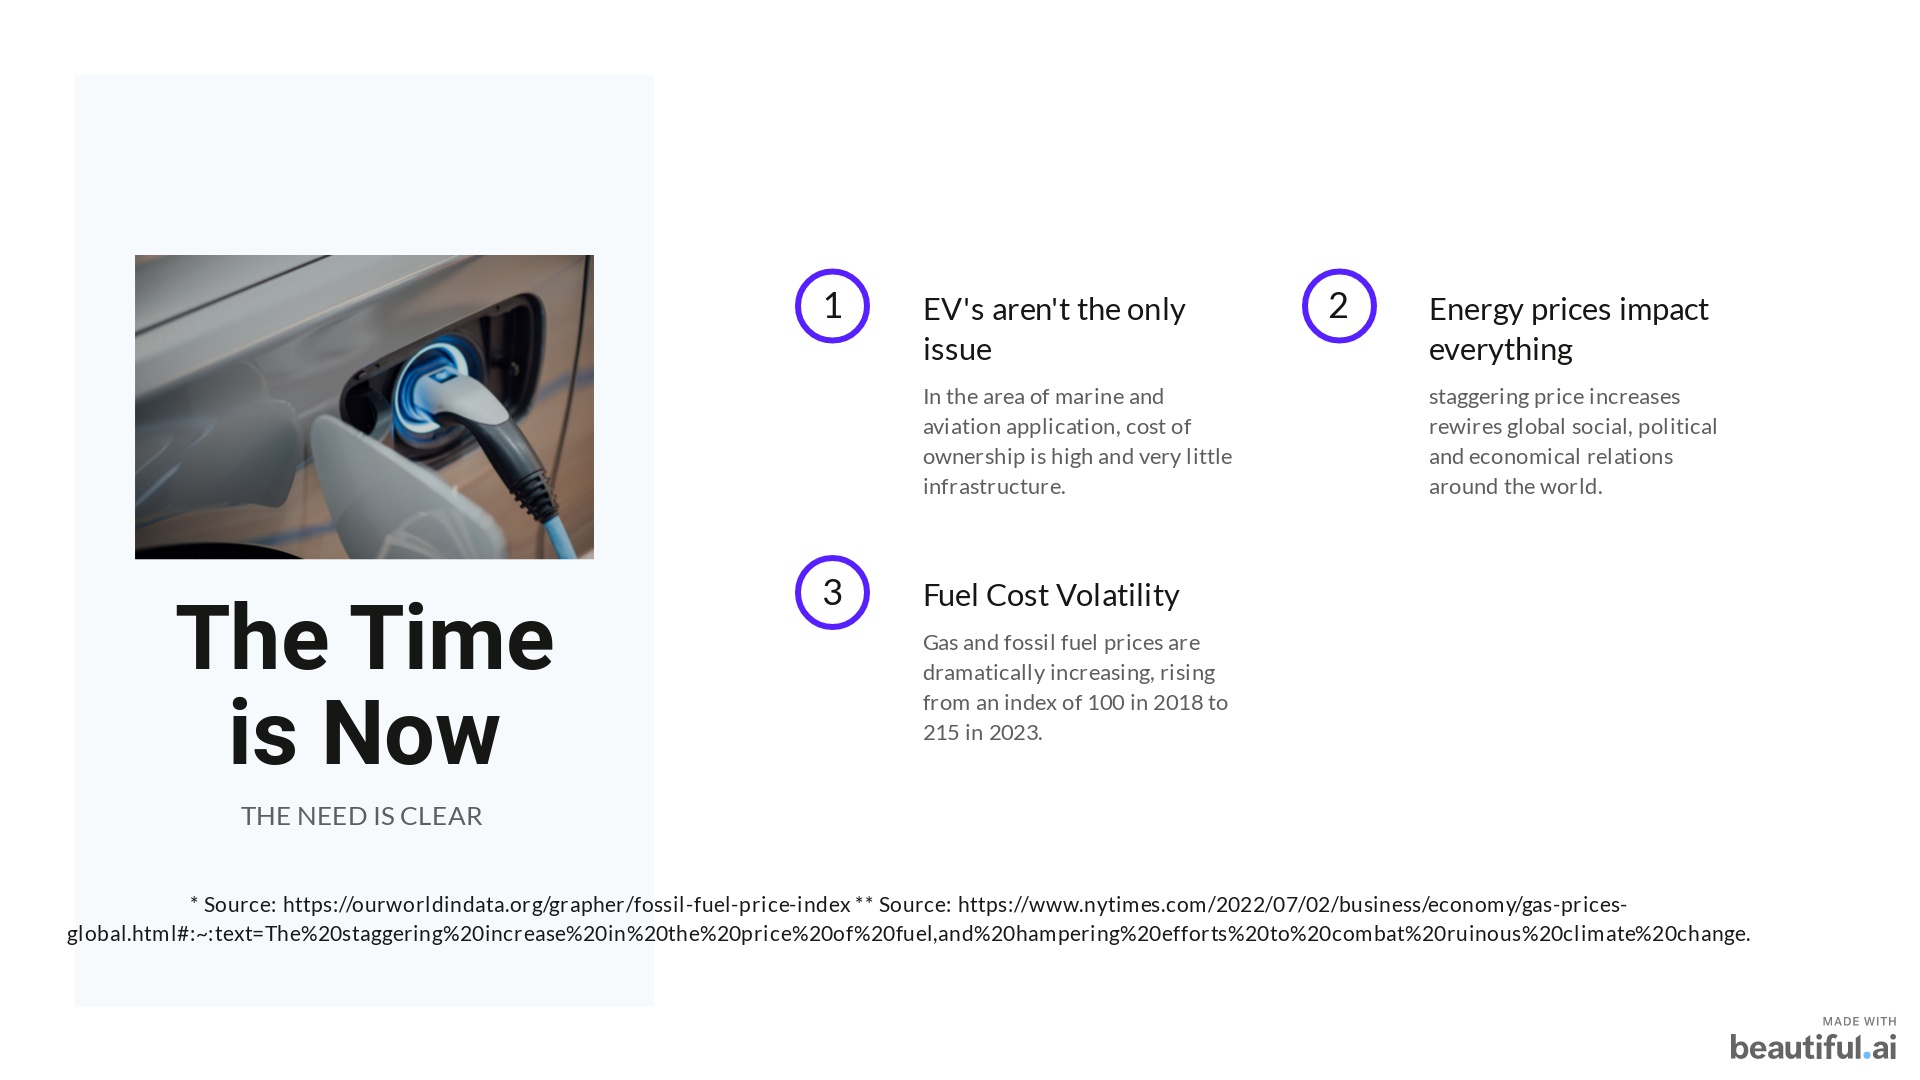 The Time
is Now
THE NEED IS CLEAR
1
EV's aren't the only
issue
In the area of marine and
aviation application, cost of
ownership is high and very little
infrastructure.
2
Energy prices impact
everything
staggering price increases
rewires global social, political
and economical relations
around the world.
3
Fuel Cost Volatility
Gas and fossil fuel prices are
dramatically increasing, rising
from an index of 100 in 2018 to
215 in 2023.
* Source: https://ourworldindata.org/grapher/fossil-fuel-price-index ** Source: https://www.nytimes.com/2022/07/02/business/economy/gas-prices-
global.html#:~:text=The%20staggering%20increase%20in%20the%20price%20of%20fuel,and%20hampering%20efforts%20to%20combat%20ruinous%20climate%20change.
MADE WITH
beautiful.ai